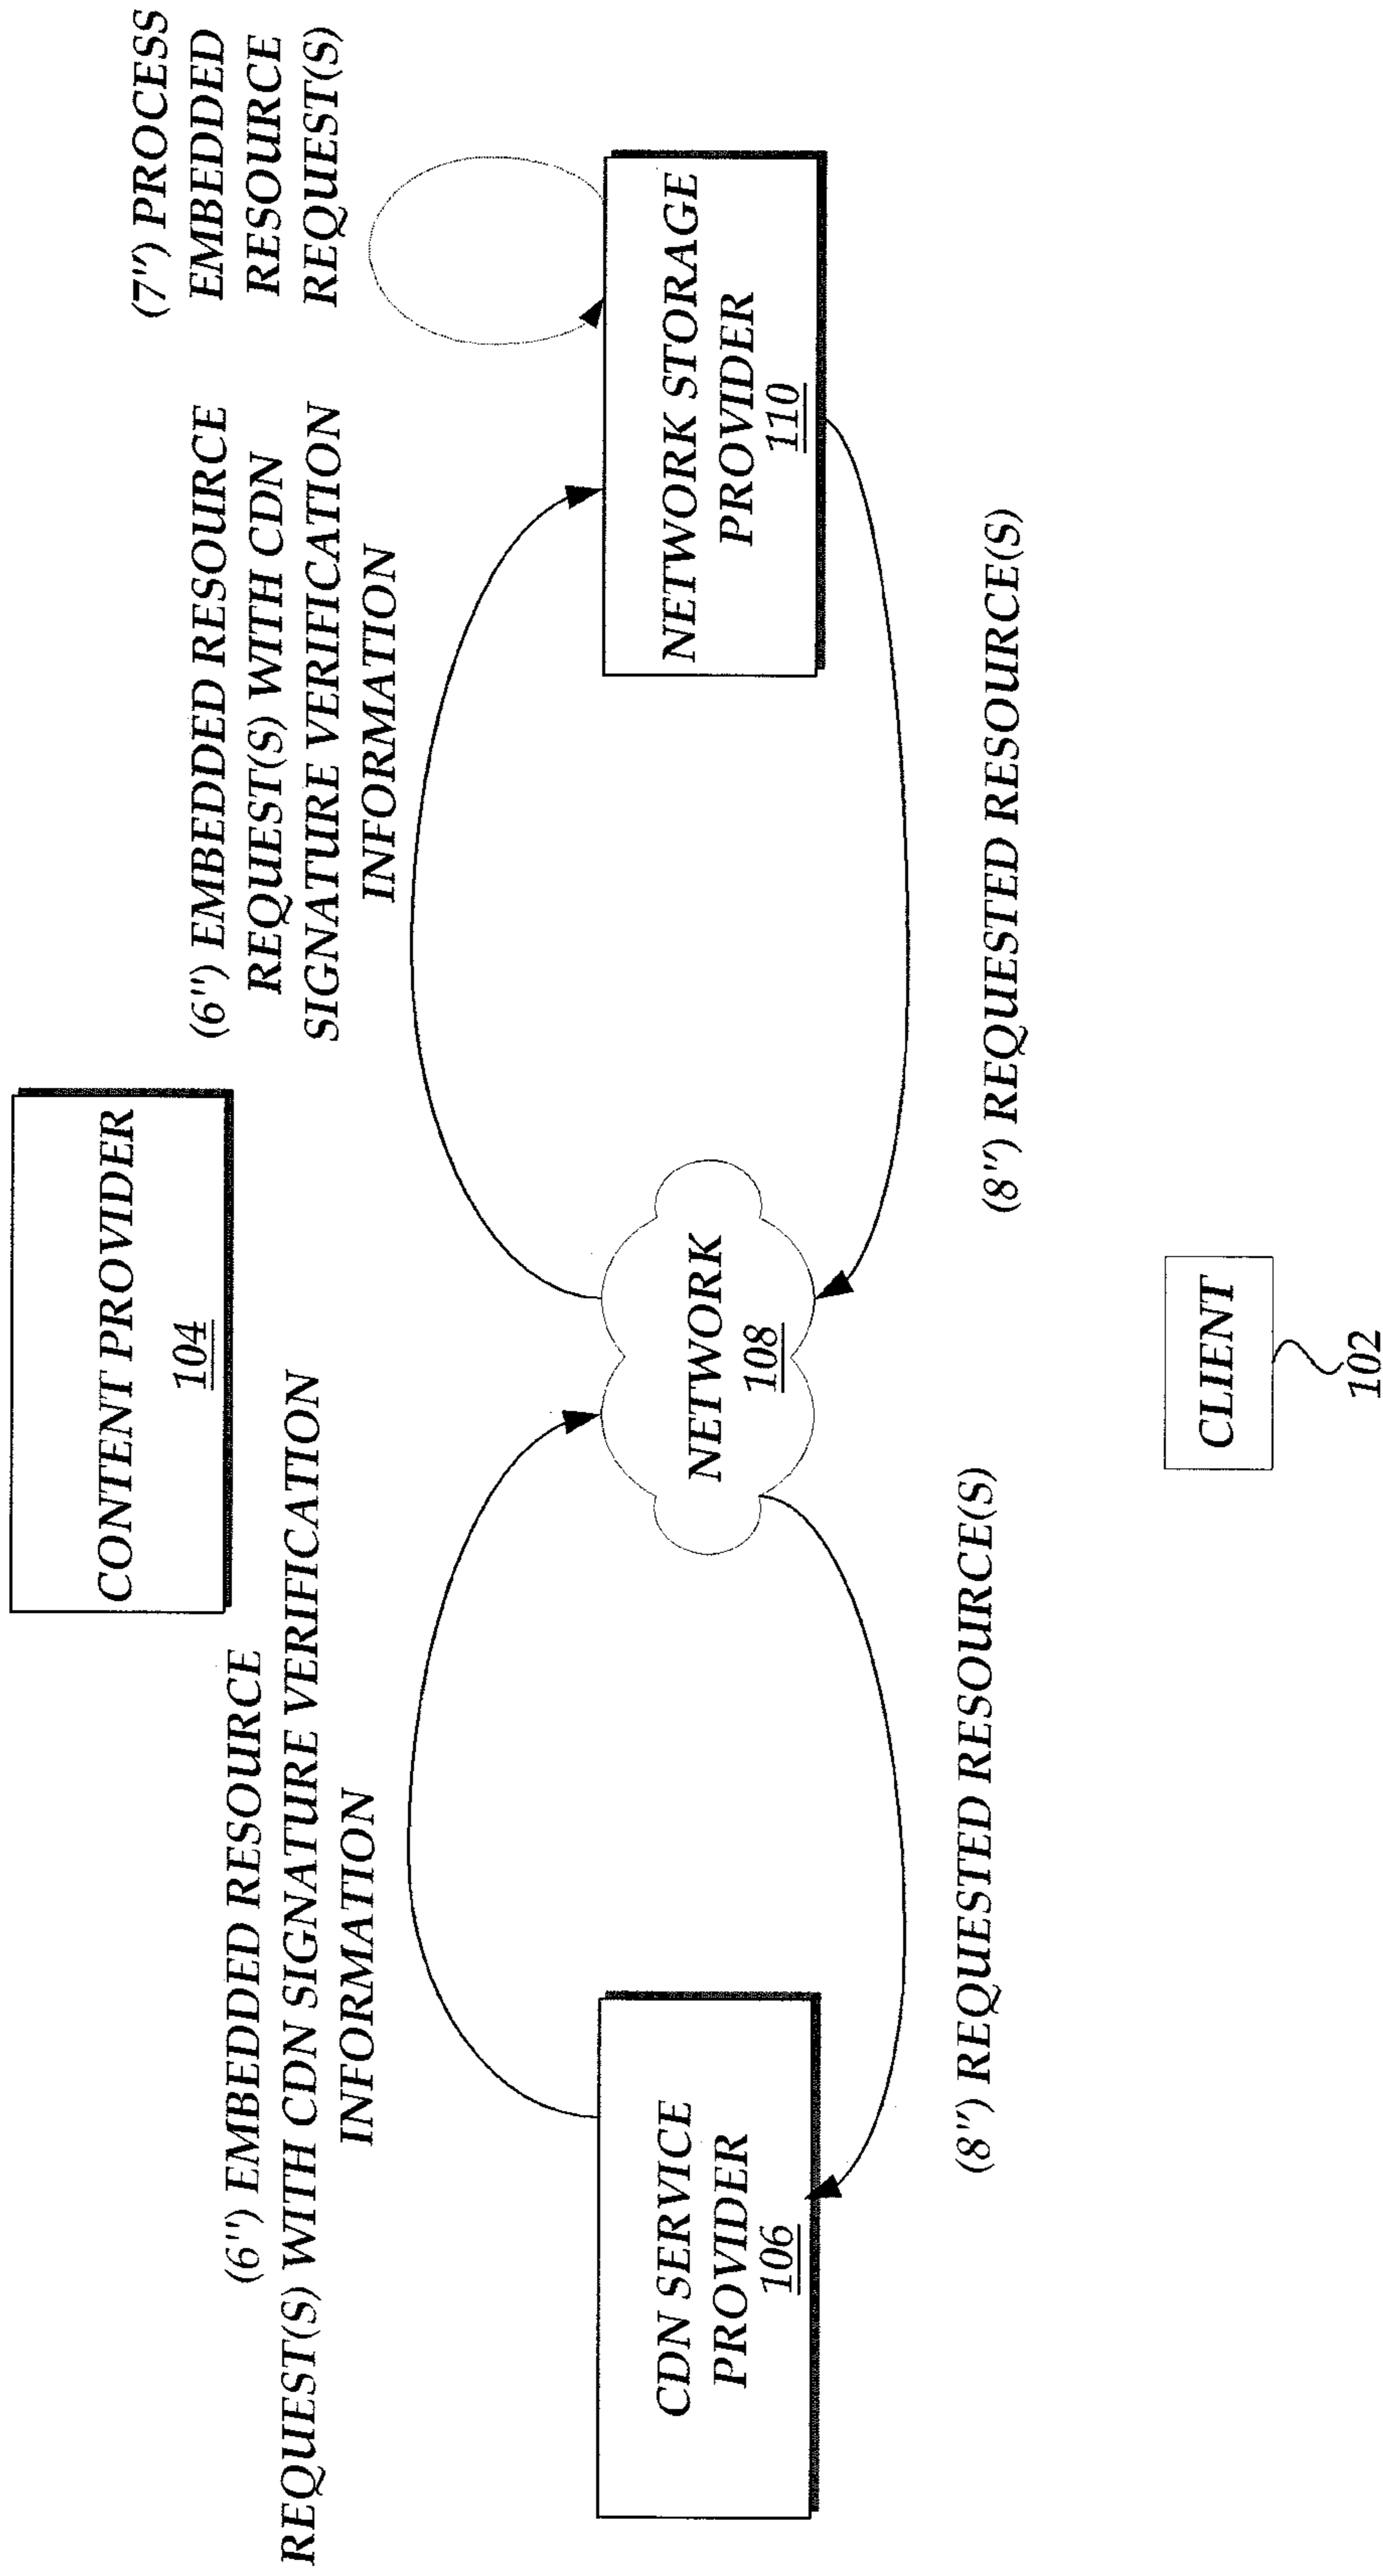 CONTENT PROVIDER
104
(6") EMBEDDED RESOURCE
REQUEST(S) WITH CDN SIGNATURE VERIFICATION
INFORMATION
(6") EMBEDDED RESOURCE
REQUEST(S) WITH CDN
SIGNATURE VERIFICATION
INFORMATION
(7") PROCESS
EMBEDDED
RESOURCE
REQUEST(S)
CDN SERVICE
PROVIDER
106
NETWORK
108
NETWORK STORAGE
PROVIDER
110
(8") REQUESTED RESOURCE(S)
(8") REQUESTED RESOURCE(S)
CLIENT
102